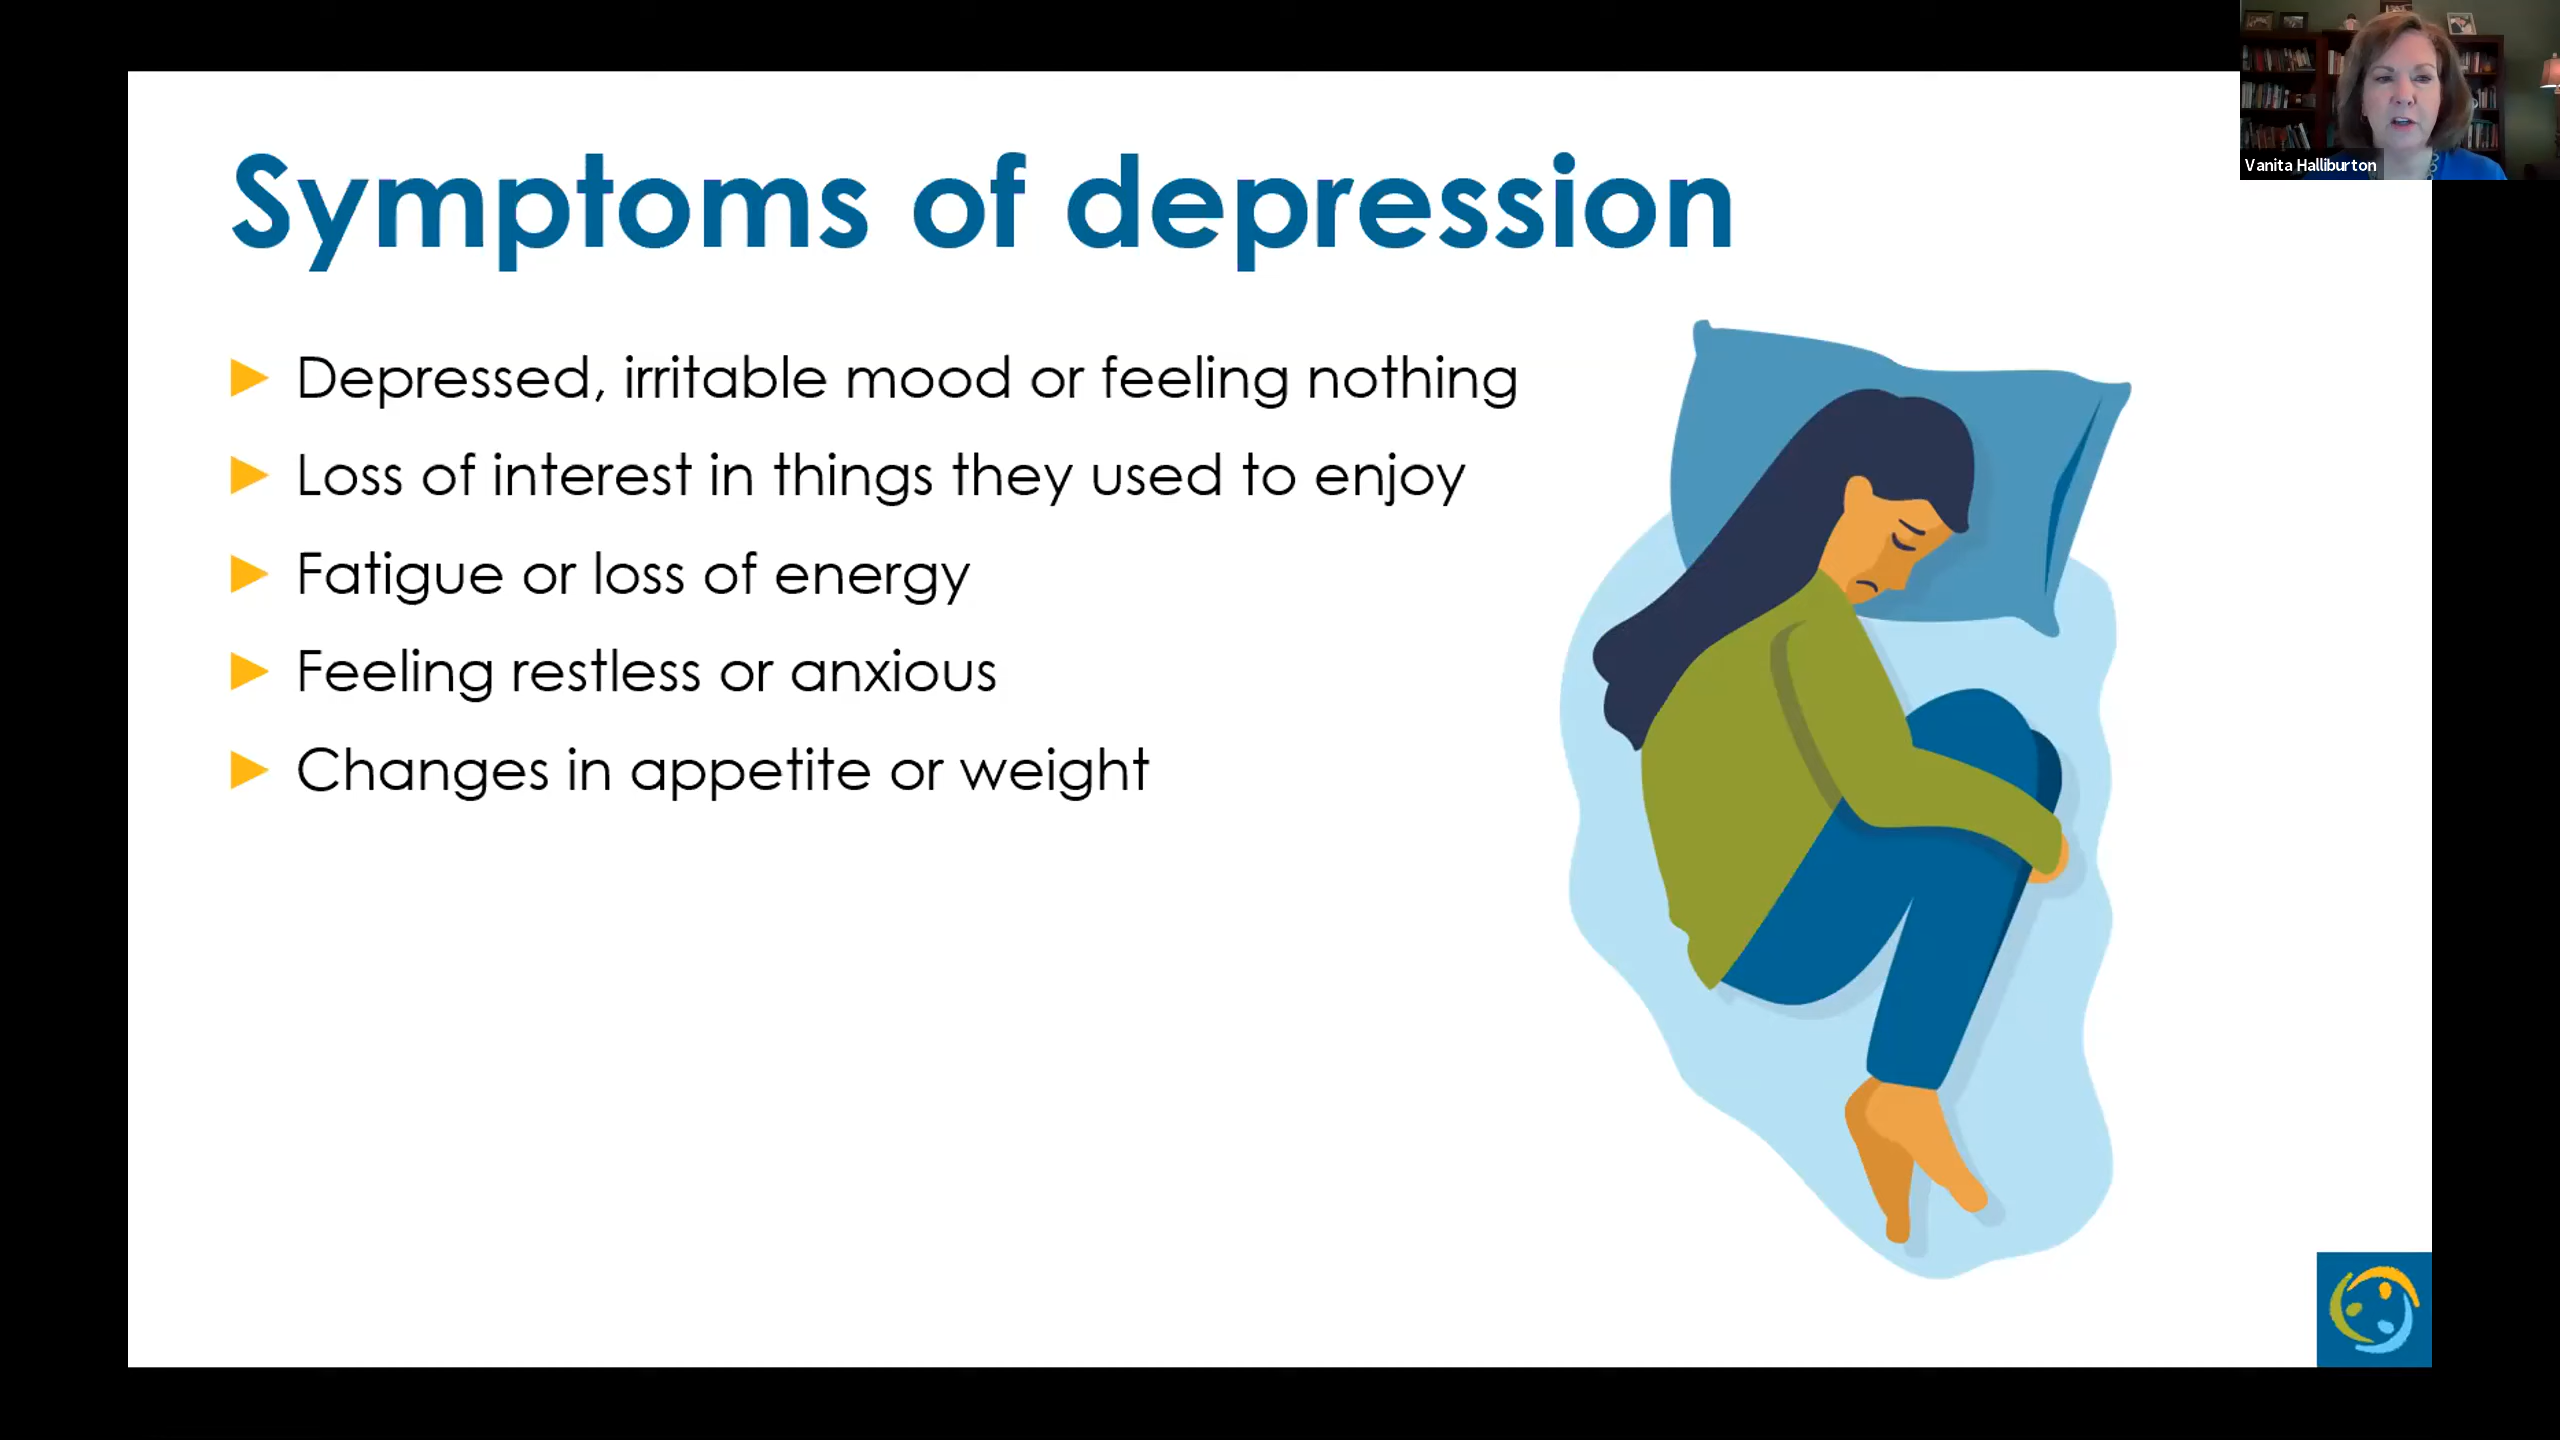 Vanita Halliburton
Symptoms of depression
Depressed, irritable mood or feeling nothing
Loss of interest in things they used to enjoy
Fatigue or loss of energy
Feeling restless or anxious
Changes in appetite or weight